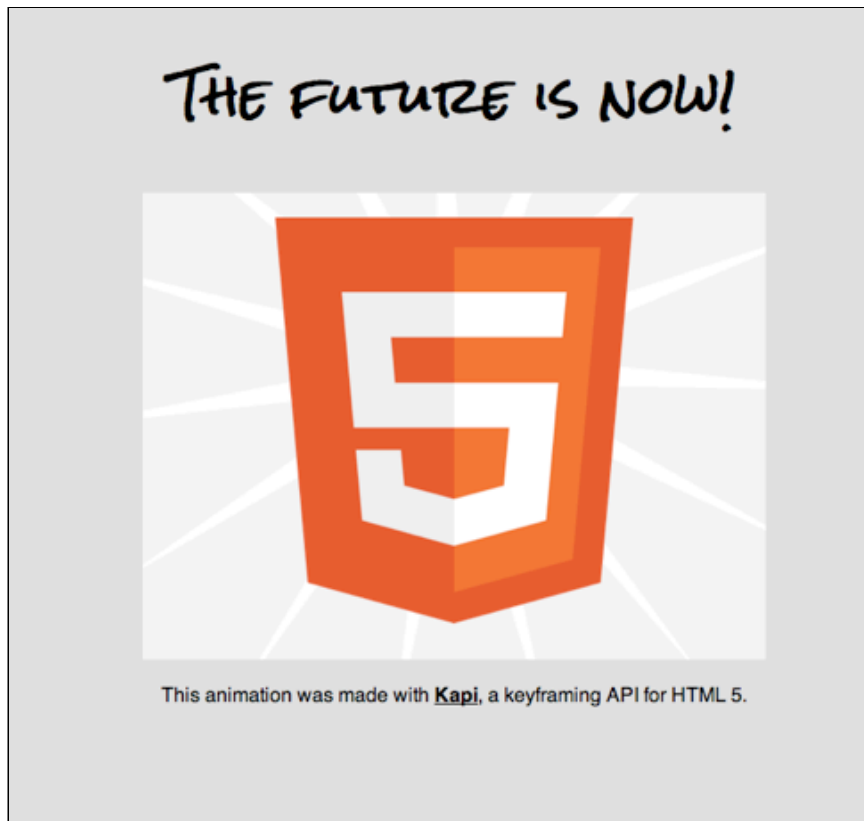 THE FUTURE IS NOW!
5
This animation was made with Kapi, a keyframing API for HTML 5.